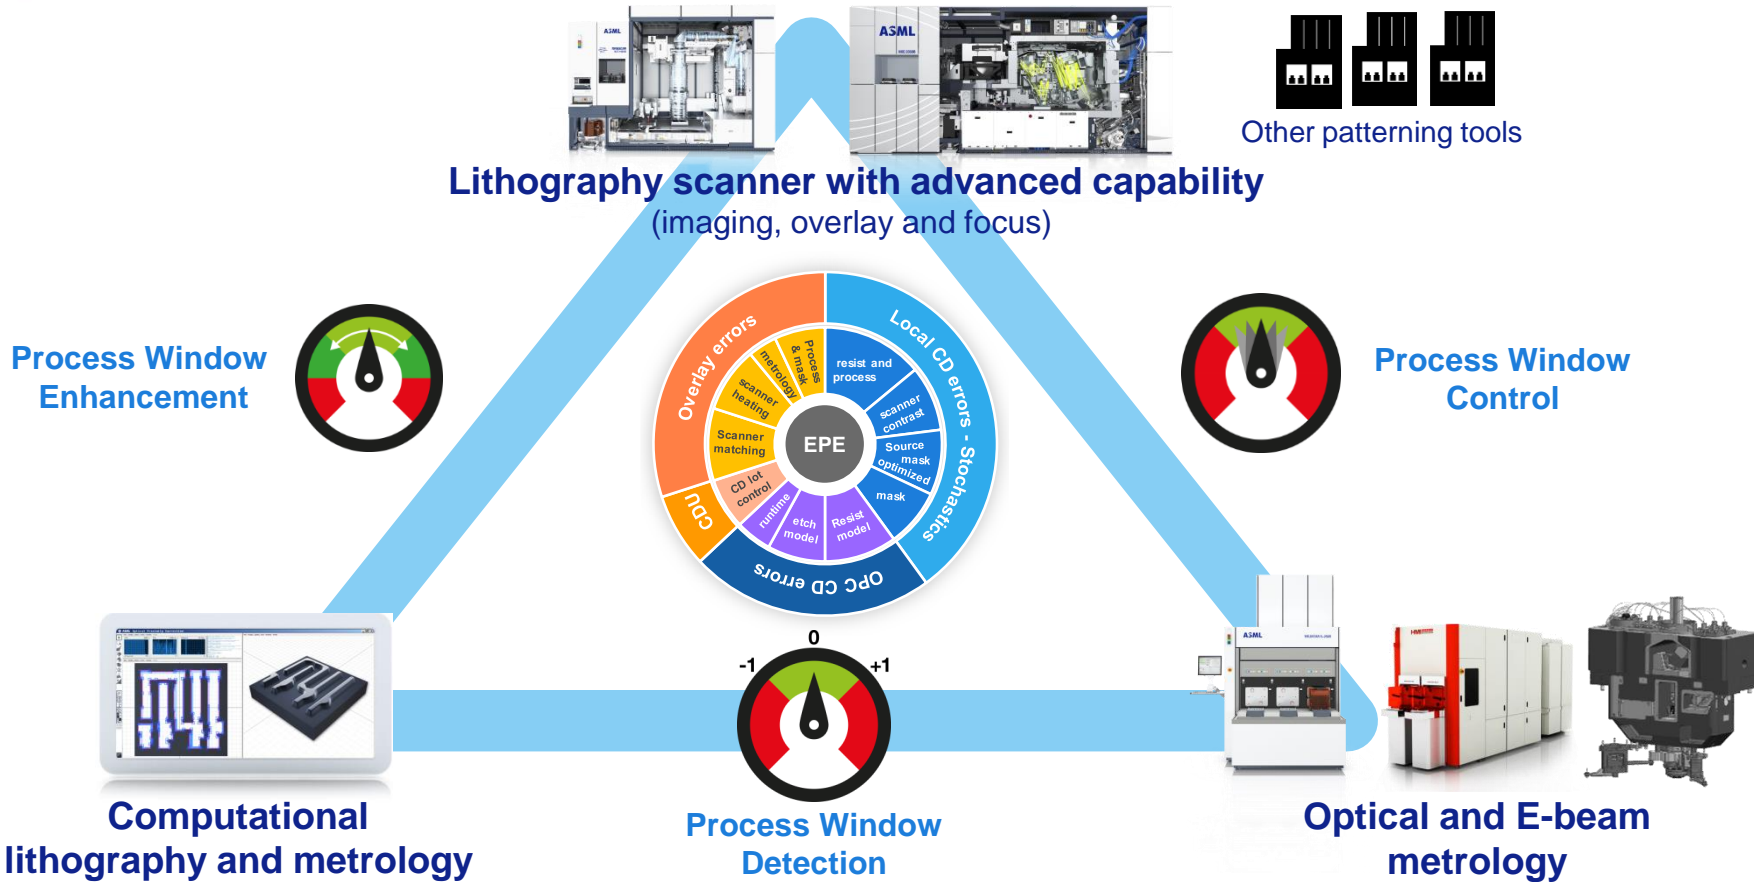 ASML
ASML
Other patterning tools
Lithography scanner with advanced capability
(imaging, overlay and focus)
Process Window
Enhancement
Process Window
Control
Overlay errors
Local CD errors - Stochastics
OPC CD errors
CDU
Process
& mask
metrology
scanner
heating
Scanner
matching
CD lot
control
runtime
etch
model
Resist
model
mask
Source
mask
optimized
scanner
contrast
resist and
process
EPE
0
-1
+1
Process Window
Detection
ASML
Computational
lithography and metrology
Optical and E-beam
metrology